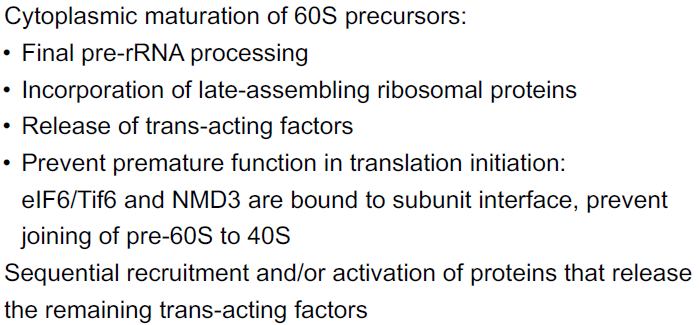 Cytoplasmic maturation of 60S precursors:
• Final pre-rRNA processing
• Incorporation of late-assembling ribosomal proteins
• Release of trans-acting factors
• Prevent premature function in translation initiation:
eIF6/Tif6 and NMD3 are bound to subunit interface, prevent
joining of pre-60S to 40S
Sequential recruitment and/or activation of proteins that release
the remaining trans-acting factors